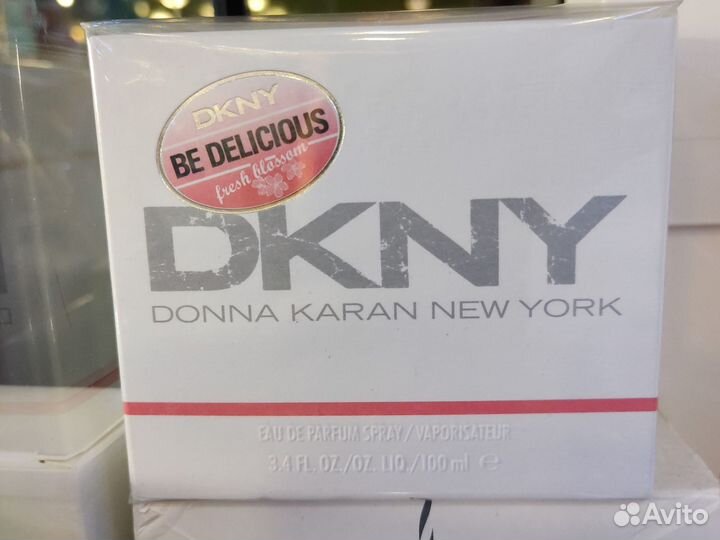 DKNY
BE DELICIOUS
fresh blossom
DKNY
DONNA KARAN NEW YORK
EAU DE PARFUM SPRAY/VAPORISATEUR
3.4 FL. OZ./OZ. LIQ./100 ml e
Avito